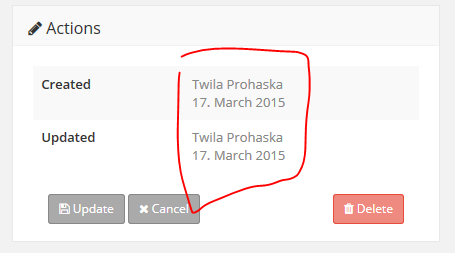 Actions
Created Twila Prohaska
17. March 2015
Updated Twila Prohaska
17. March 2015
Update Cancel Delete